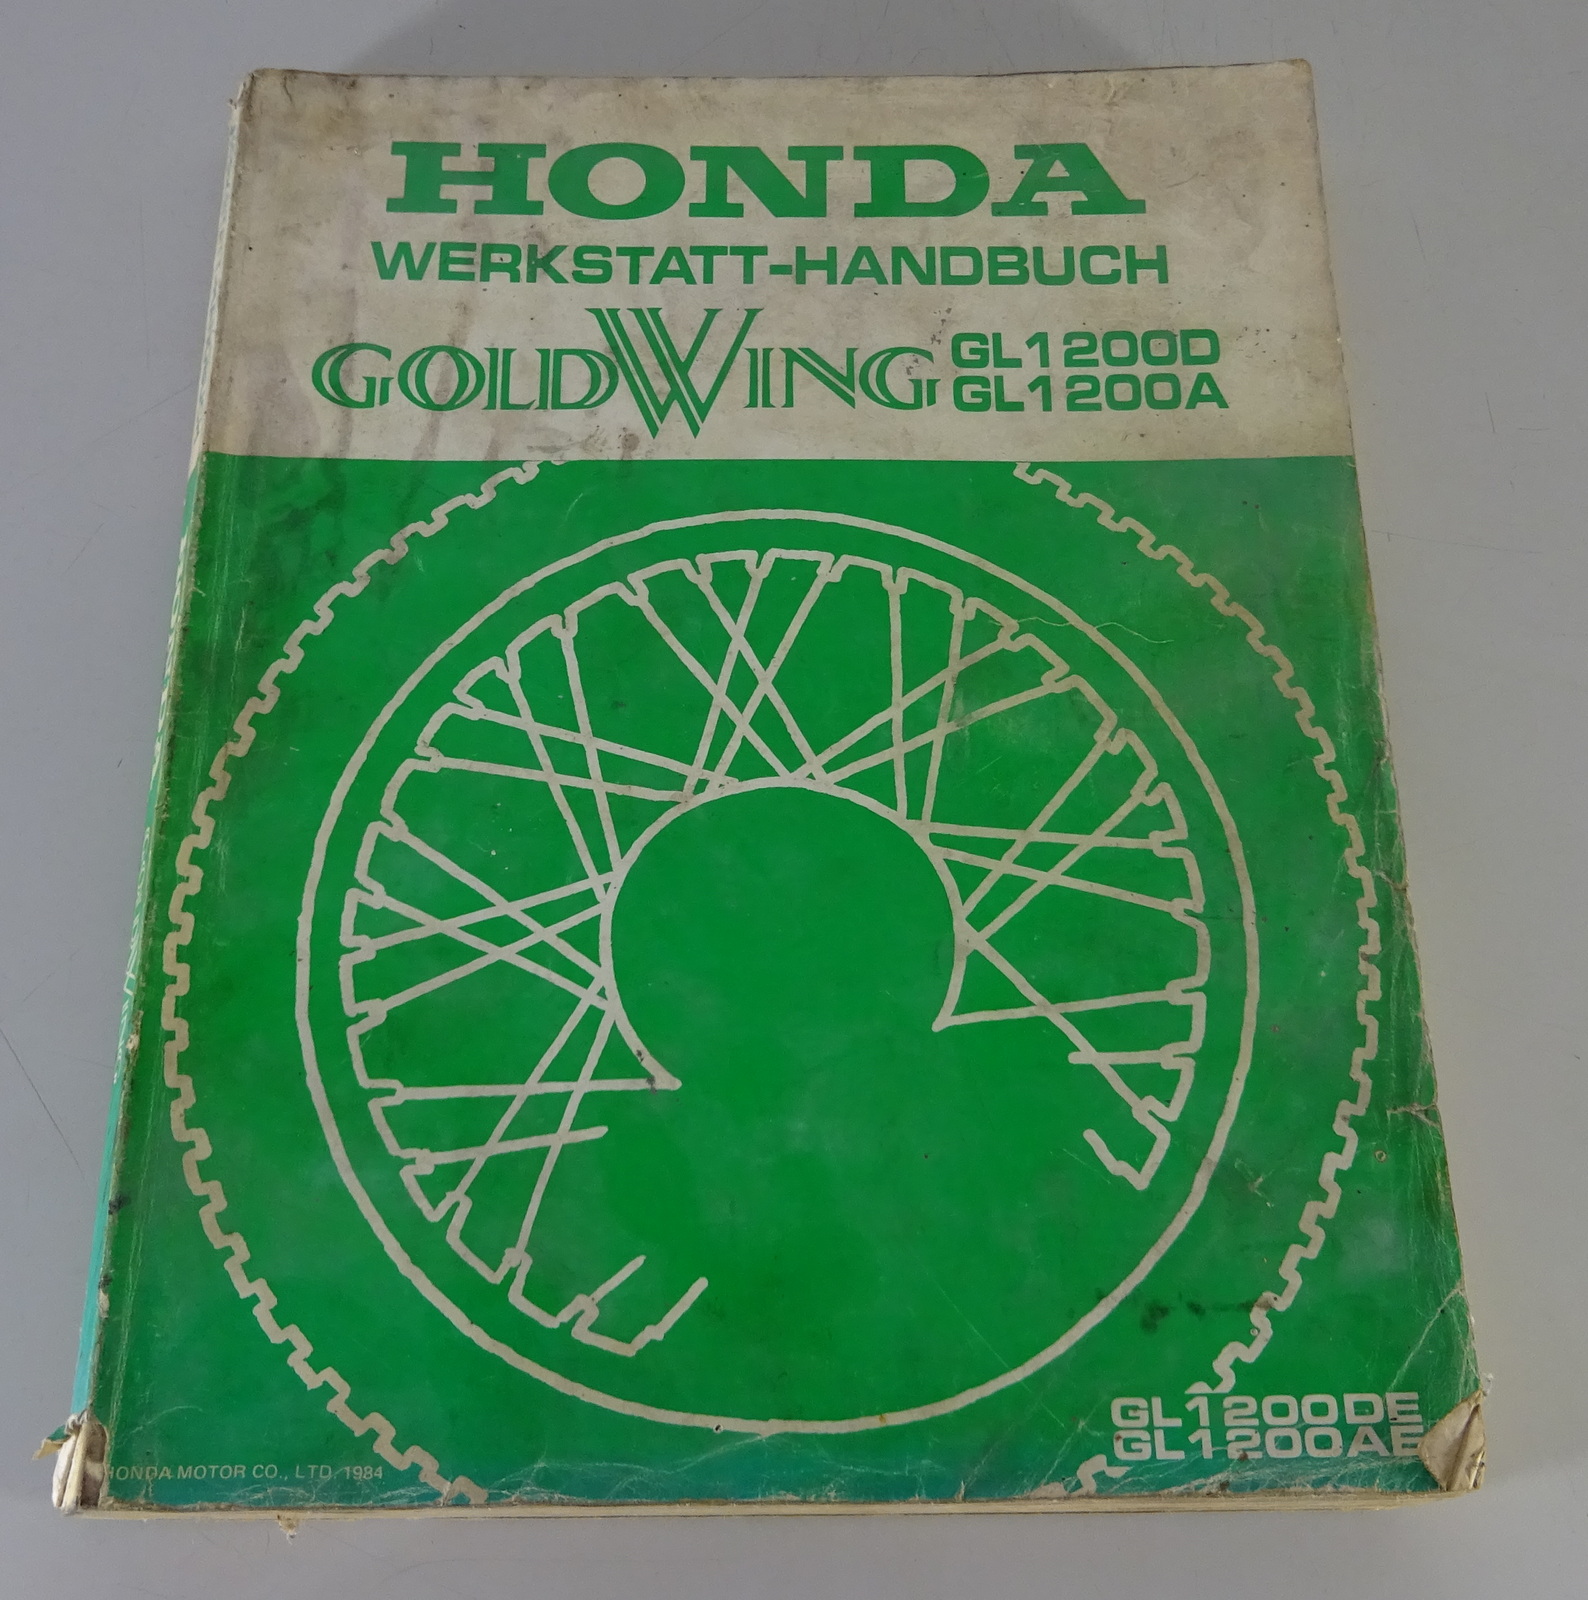 HONDA
WERKSTATT-HANDBUCH
GOLDWING GL1200D
GL1200A
GL1200DE
GL1200AE
HONDA MOTOR CO., LTD. 1984